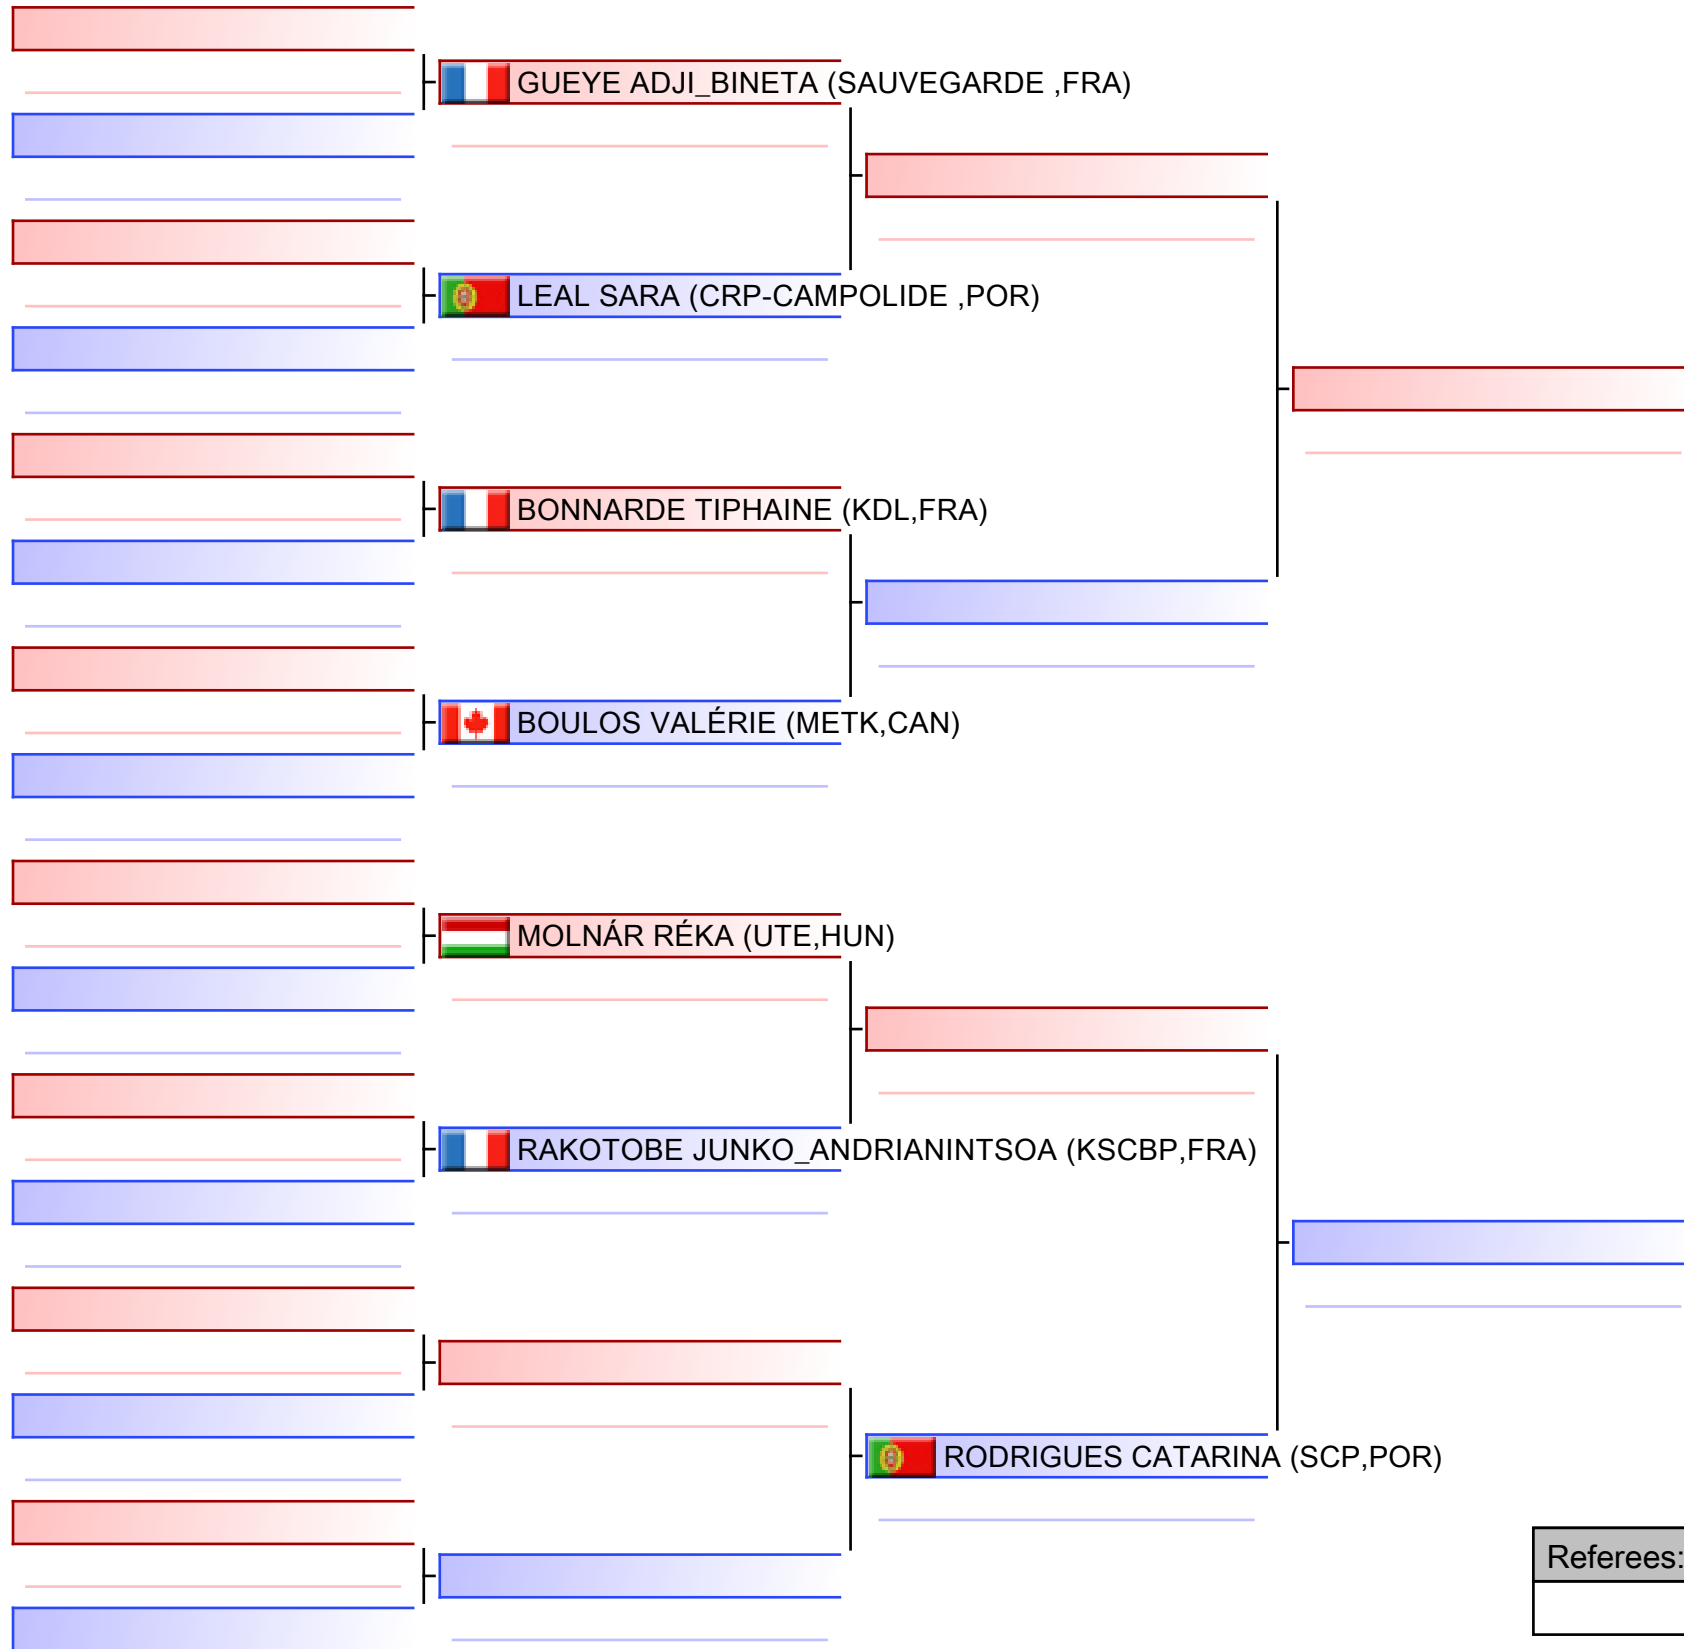 GUEYE ADJI_BINETA (SAUVEGARDE ,FRA)
LEAL SARA (CRP-CAMPOLIDE ,POR)
BONNARDE TIPHAINE (KDL,FRA)
BOULOS VALÉRIE (METK,CAN)
MOLNÁR RÉKA (UTE,HUN)
RAKOTOBE JUNKO_ANDRIANINTSOA (KSCBP,FRA)
RODRIGUES CATARINA (SCP,POR)
Referees: